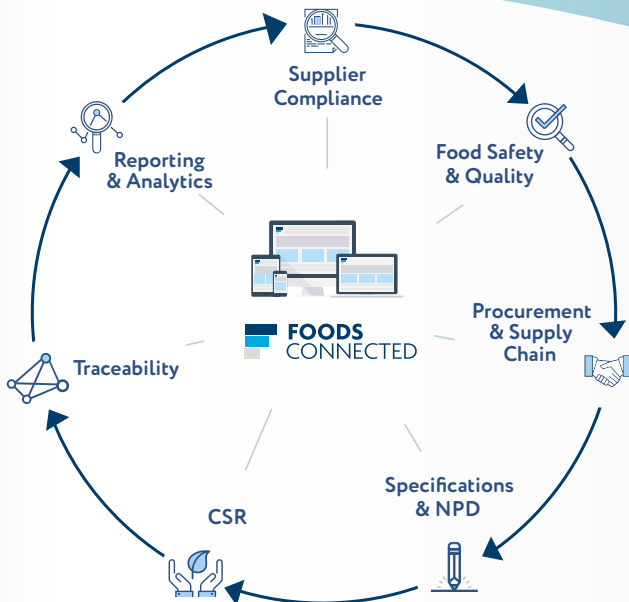 Supplier
Compliance
Food Safety
& Quality
Procurement
& Supply
Chain
Specifications
& NPD
CSR
Traceability
Reporting
& Analytics
FOODS
CONNECTED